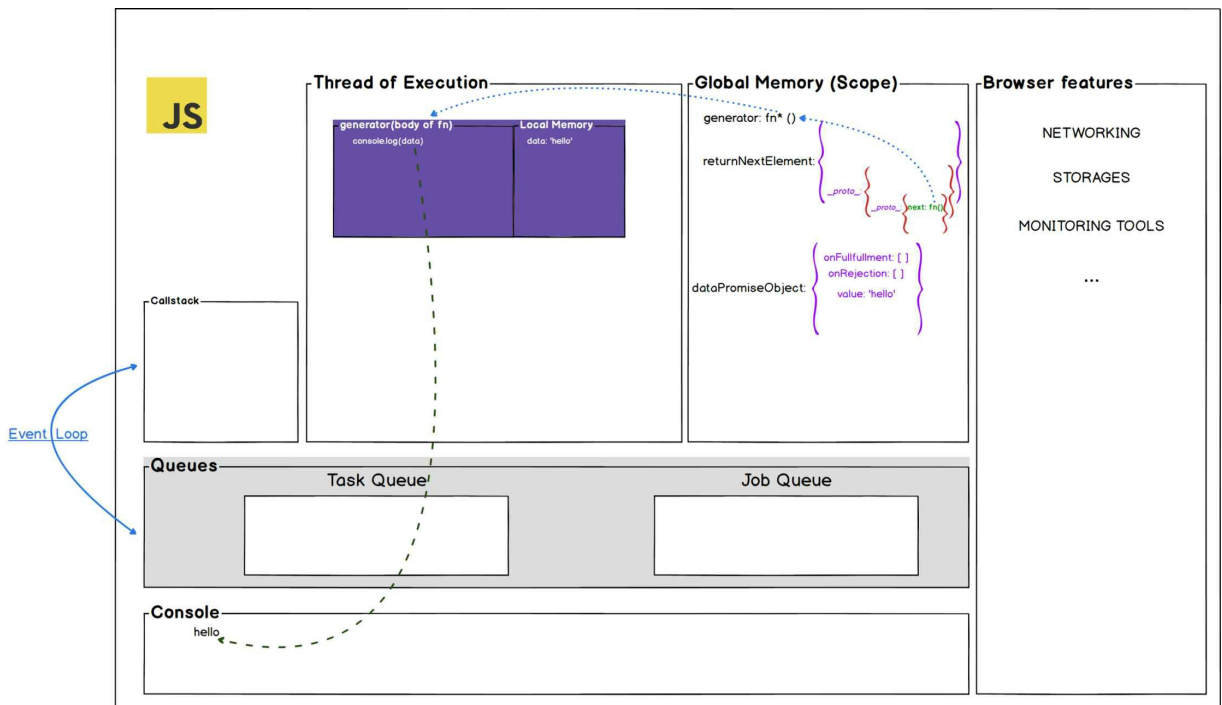 JS
Thread of Execution
generator(body of fn)
console.log(data)
Local Memory
data: 'hello'
Global Memory (Scope)
generator: fn* ()
returnNextElement:
_proto_:
_proto_:
next: fn()
dataPromiseObject:
onFullfullment: [ ]
onRejection: [ ]
value: 'hello'
Browser features
NETWORKING
STORAGES
MONITORING TOOLS
...
Callstack
Event Loop
Queues
Task Queue
Job Queue
Console
hello